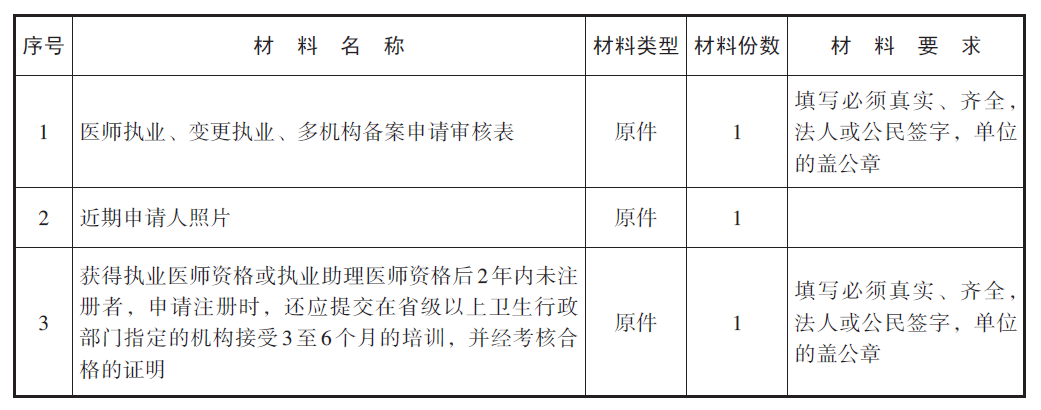 序号 材料名称 材料类型 材料份数 材料要求
1 医师执业、变更执业、多机构备案申请审核表 原件 1 填写必须真实、齐全，
法人或公民签字，单位
的盖公章
2 近期申请人照片 原件 1
3 获得执业医师资格或执业助理医师资格后2年内未注
册者，申请注册时，还应提交在省级以上卫生行政
部门指定的机构接受3至6个月的培训，并经考核合
格的证明 原件 1 填写必须真实、齐全，
法人或公民签字，单位
的盖公章